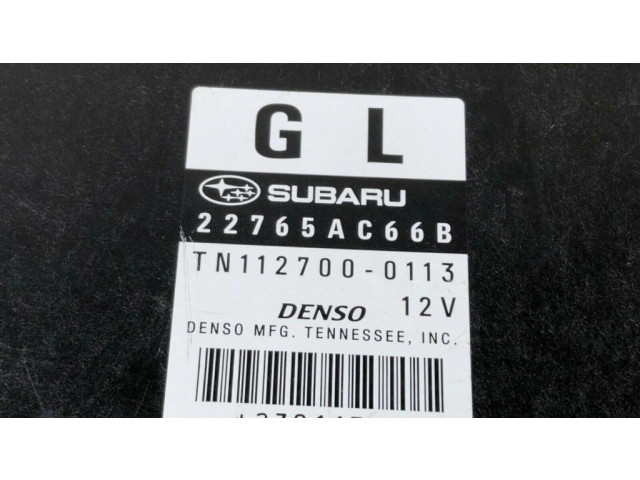 G L
SUBARU
22765AC66B
TN112700-0113
DENSO 12V
DENSO MFG. TENNESSEE, INC.